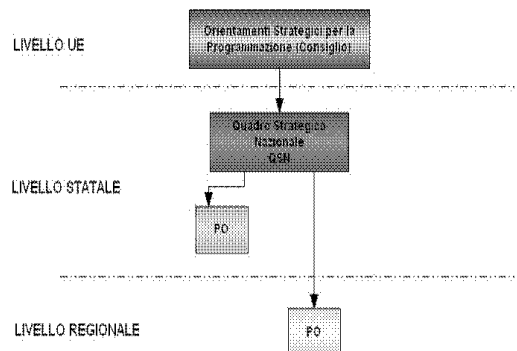 LIVELLO UE
Orientamenti Strategici per la
Programmazione (Consiglio)
Quadro Strategico
Nazionale
QSN
LIVELLO STATALE
PO
LIVELLO REGIONALE
PO